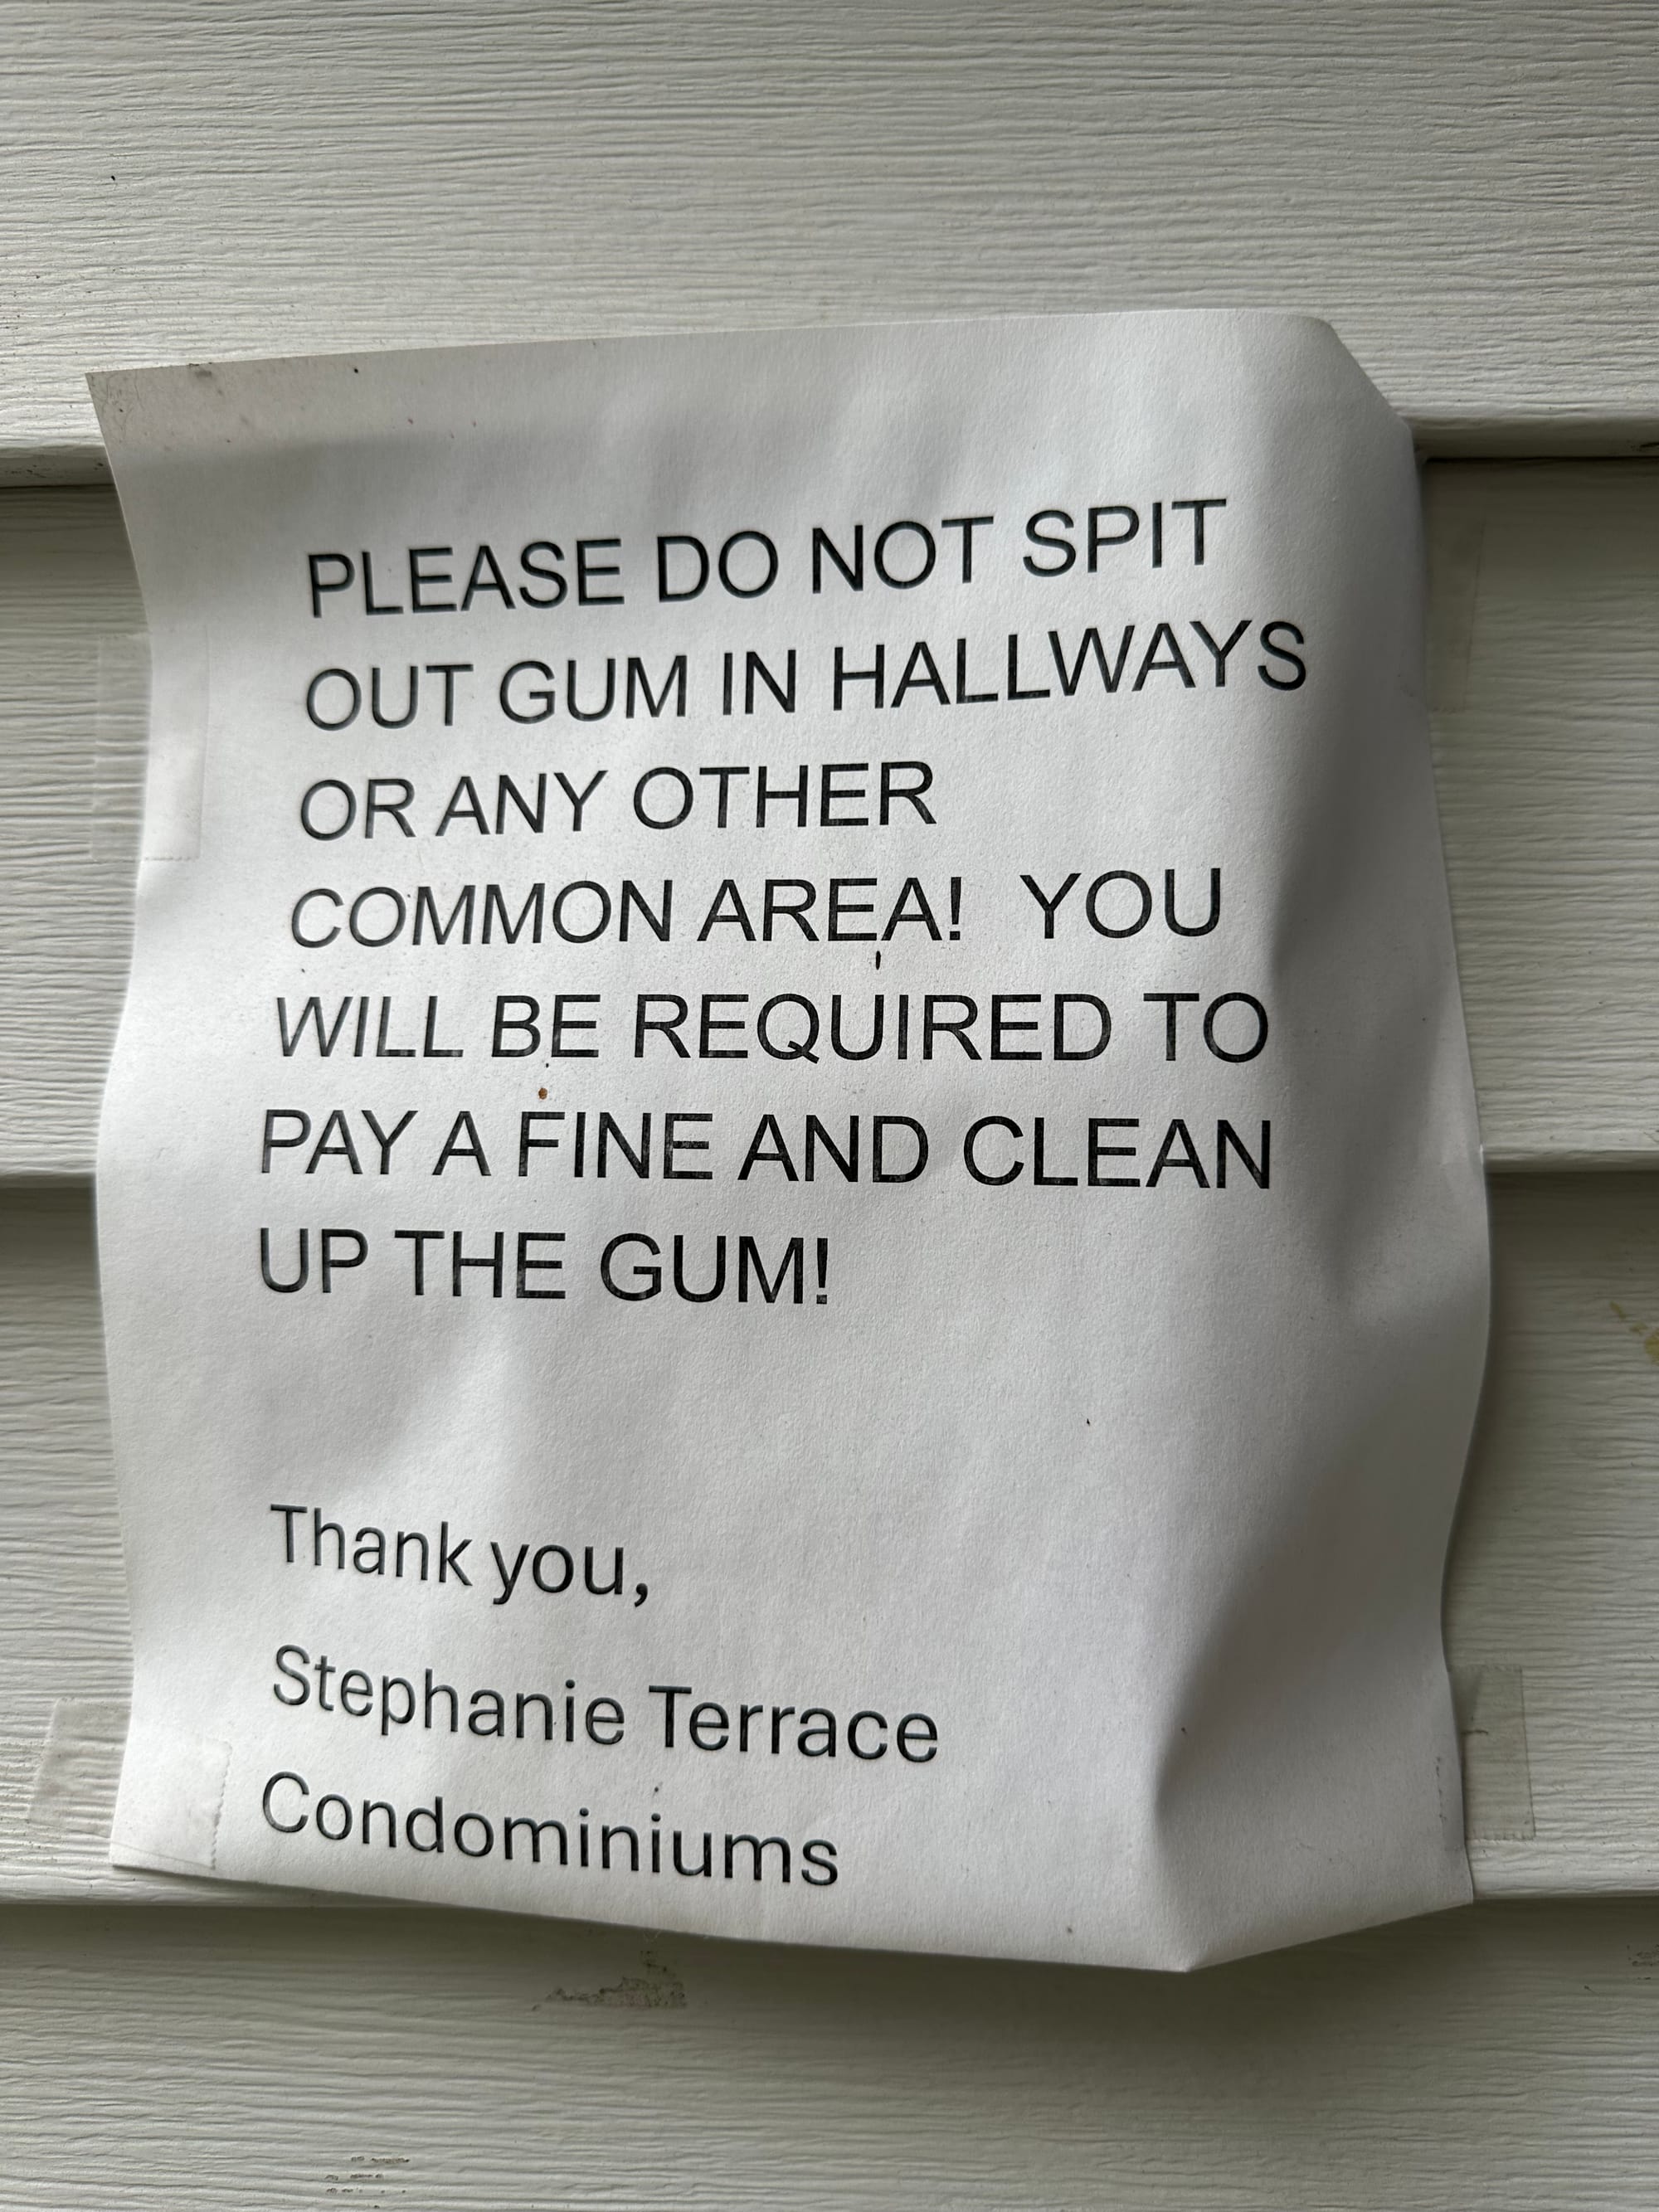 PLEASE DO NOT SPIT
OUT GUM IN HALLWAYS
OR ANY OTHER
COMMON AREA!  YOU
WILL BE REQUIRED TO
PAY A FINE AND CLEAN
UP THE GUM!
Thank you,
Stephanie Terrace
Condominiums